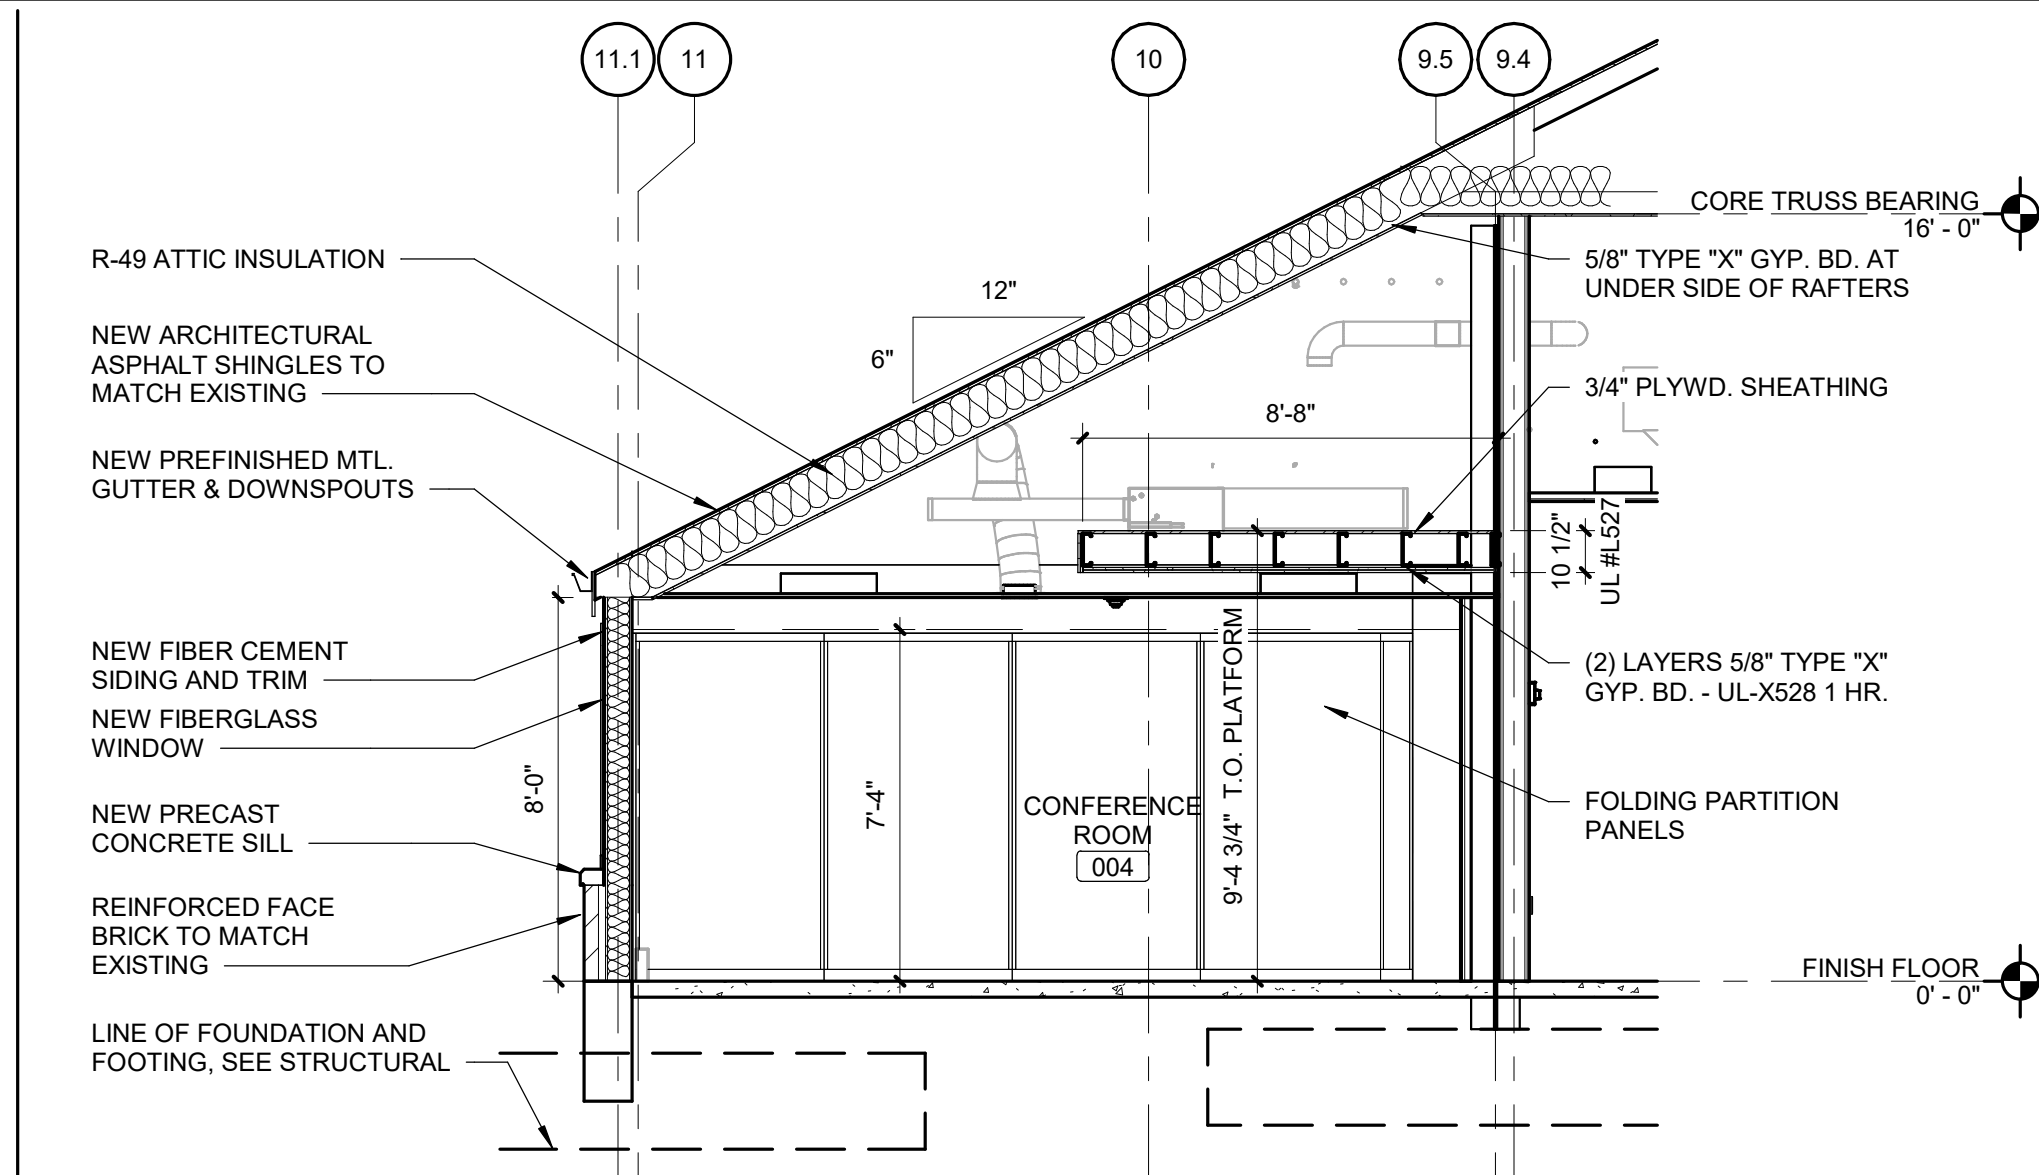 11.1
11
10
9.5
9.4
R-49 ATTIC INSULATION
NEW ARCHITECTURAL
ASPHALT SHINGLES TO
MATCH EXISTING
NEW PREFINISHED MTL.
GUTTER & DOWNSPOUTS
NEW FIBER CEMENT
SIDING AND TRIM
NEW FIBERGLASS
WINDOW
NEW PRECAST
CONCRETE SILL
REINFORCED FACE
BRICK TO MATCH
EXISTING
LINE OF FOUNDATION AND
FOOTING, SEE STRUCTURAL
12"
6"
8'-8"
8'-0"
7'-4"
CONFERENCE
ROOM
004
9'-4 3/4" T.O. PLATFORM
10 1/2"
UL #L527
CORE TRUSS BEARING
16' - 0"
5/8" TYPE "X" GYP. BD. AT
UNDER SIDE OF RAFTERS
3/4" PLYWD. SHEATHING
(2) LAYERS 5/8" TYPE "X"
GYP. BD. - UL-X528 1 HR.
FOLDING PARTITION
PANELS
FINISH FLOOR
0' - 0"